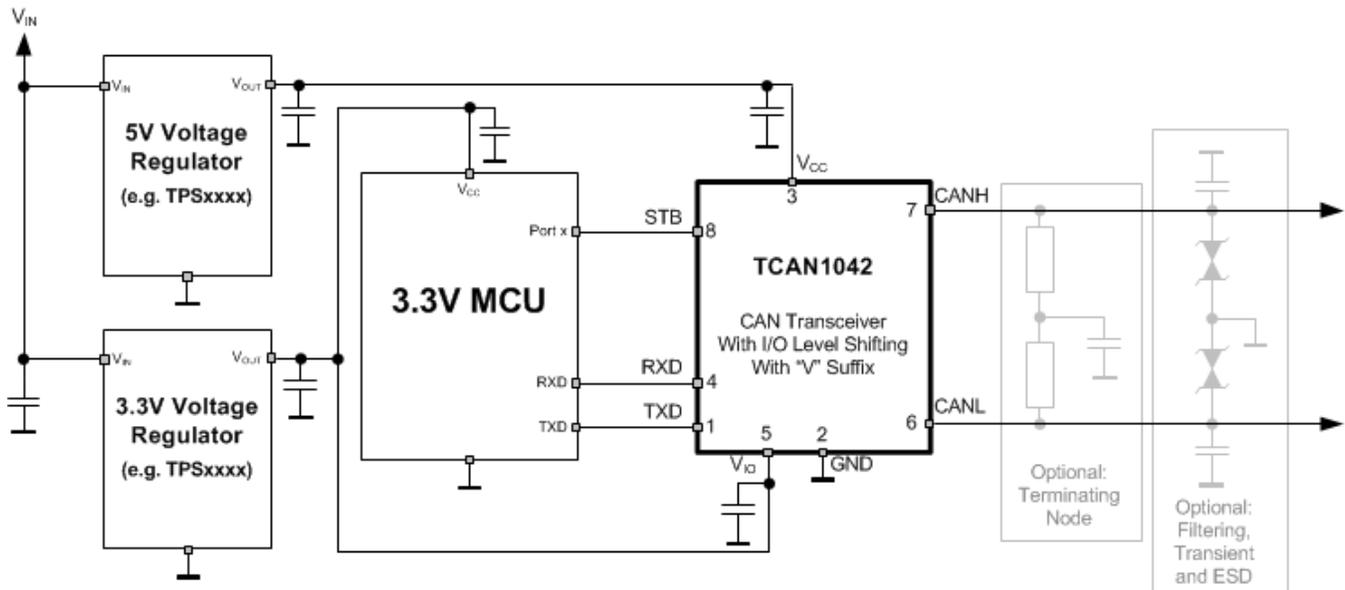 VIN
VIN
VOUT
5V Voltage
Regulator
(e.g. TPSxxxx)
VIN
VOUT
3.3V Voltage
Regulator
(e.g. TPSxxxx)
VCC
Port x
3.3V MCU
RXD
TXD
STB
RXD
TXD
VCC
3
8
7
TCAN1042
CAN Transceiver
With I/O Level Shifting
With "V" Suffix
4
1
5
2
6
VIO
GND
CANH
CANL
Optional:
Terminating
Node
Optional:
Filtering,
Transient
and ESD